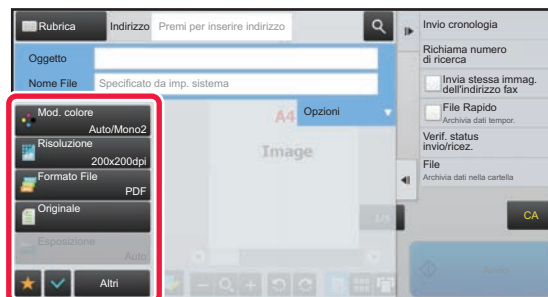 Rubrica
Indirizzo
Premi per inserire indirizzo
Oggetto
Nome File
Specificato da imp. sistema
Mod. colore
Auto/Mono2
Risoluzione
200x200dpi
Formato File
PDF
Originale
Esposizione
Auto
Altri
A4
Opzioni
Image
1/1
Invio cronologia
Richiama numero
di ricerca
Invia stessa immag.
dell'indirizzo fax
File Rapido
Archivia dati tempor.
Verif. status
invio/ricez.
File
Archivia dati nella cartella
CA